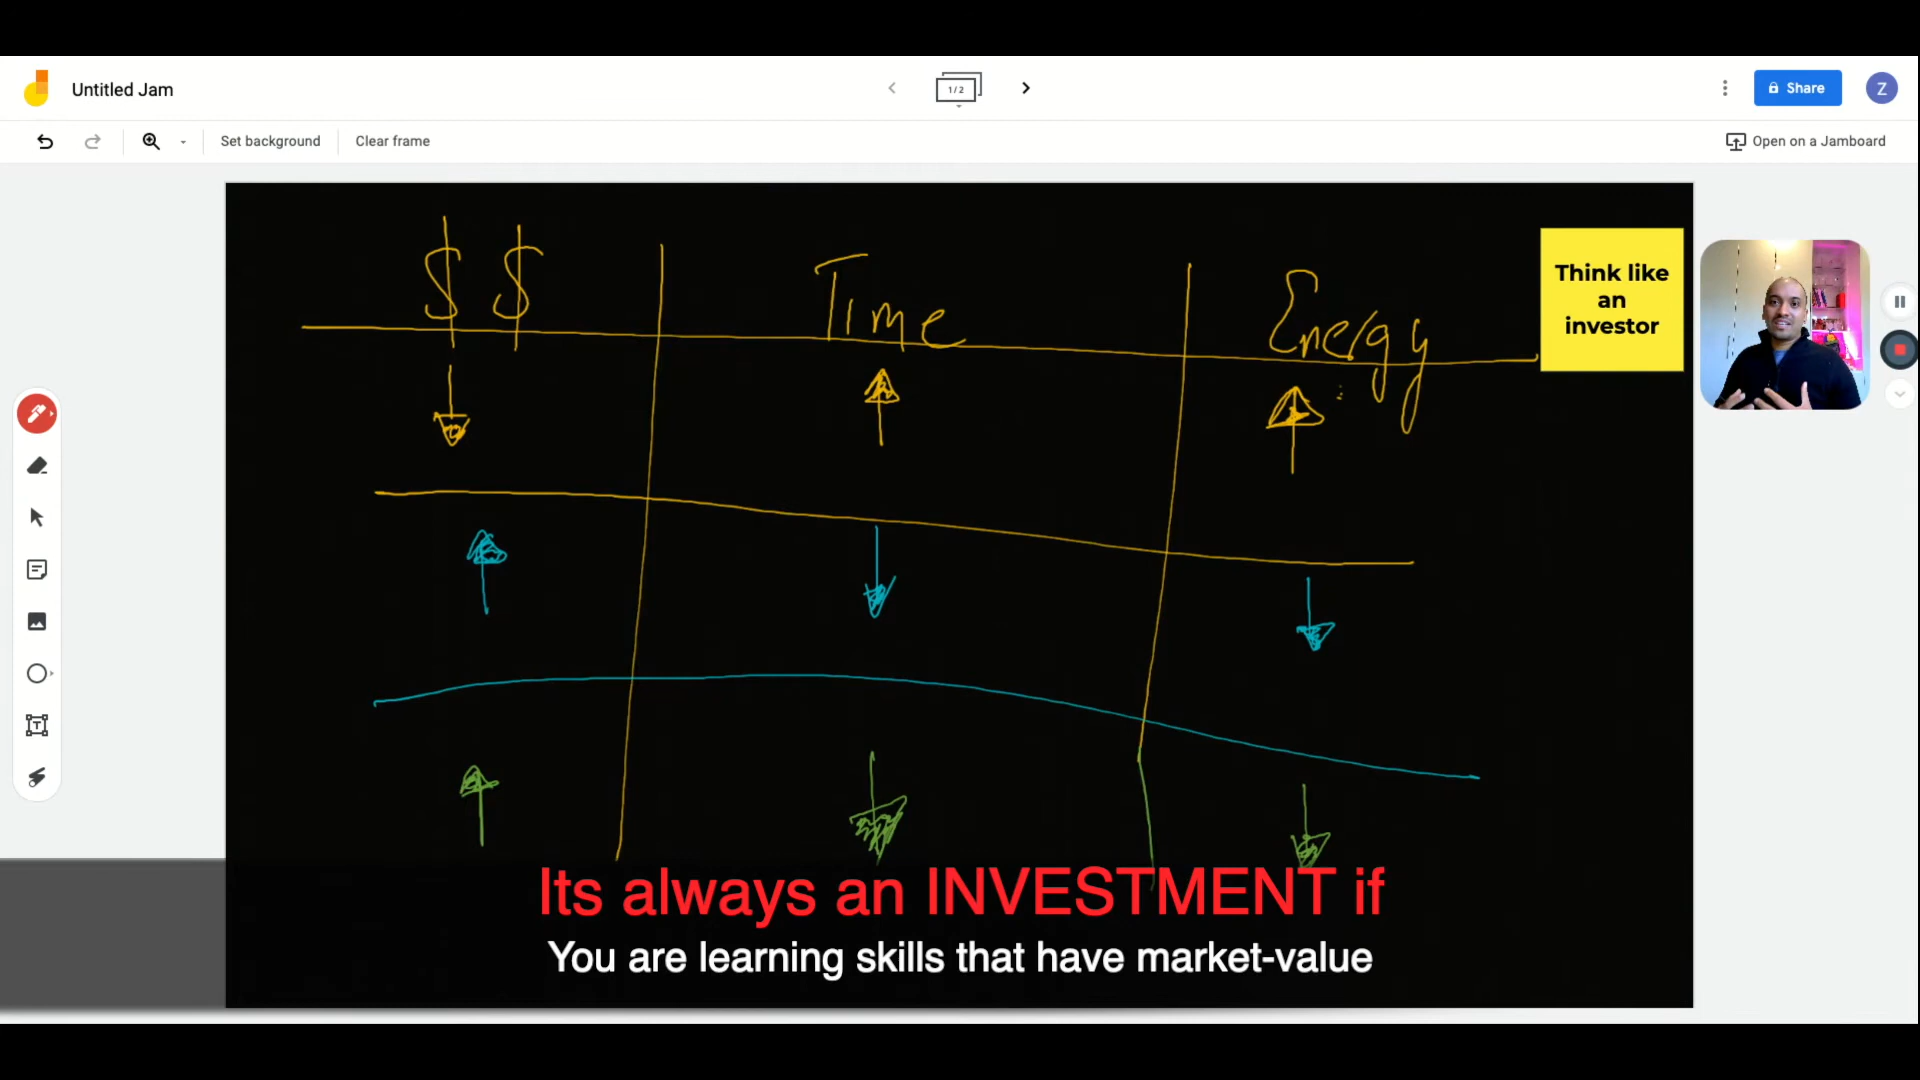 Untitled Jam
1/2
Share
Z
Set background
Clear frame
Open on a Jamboard
$ $
Time
Energy
Think like
an
investor
Its always an INVESTMENT if
You are learning skills that have market-value